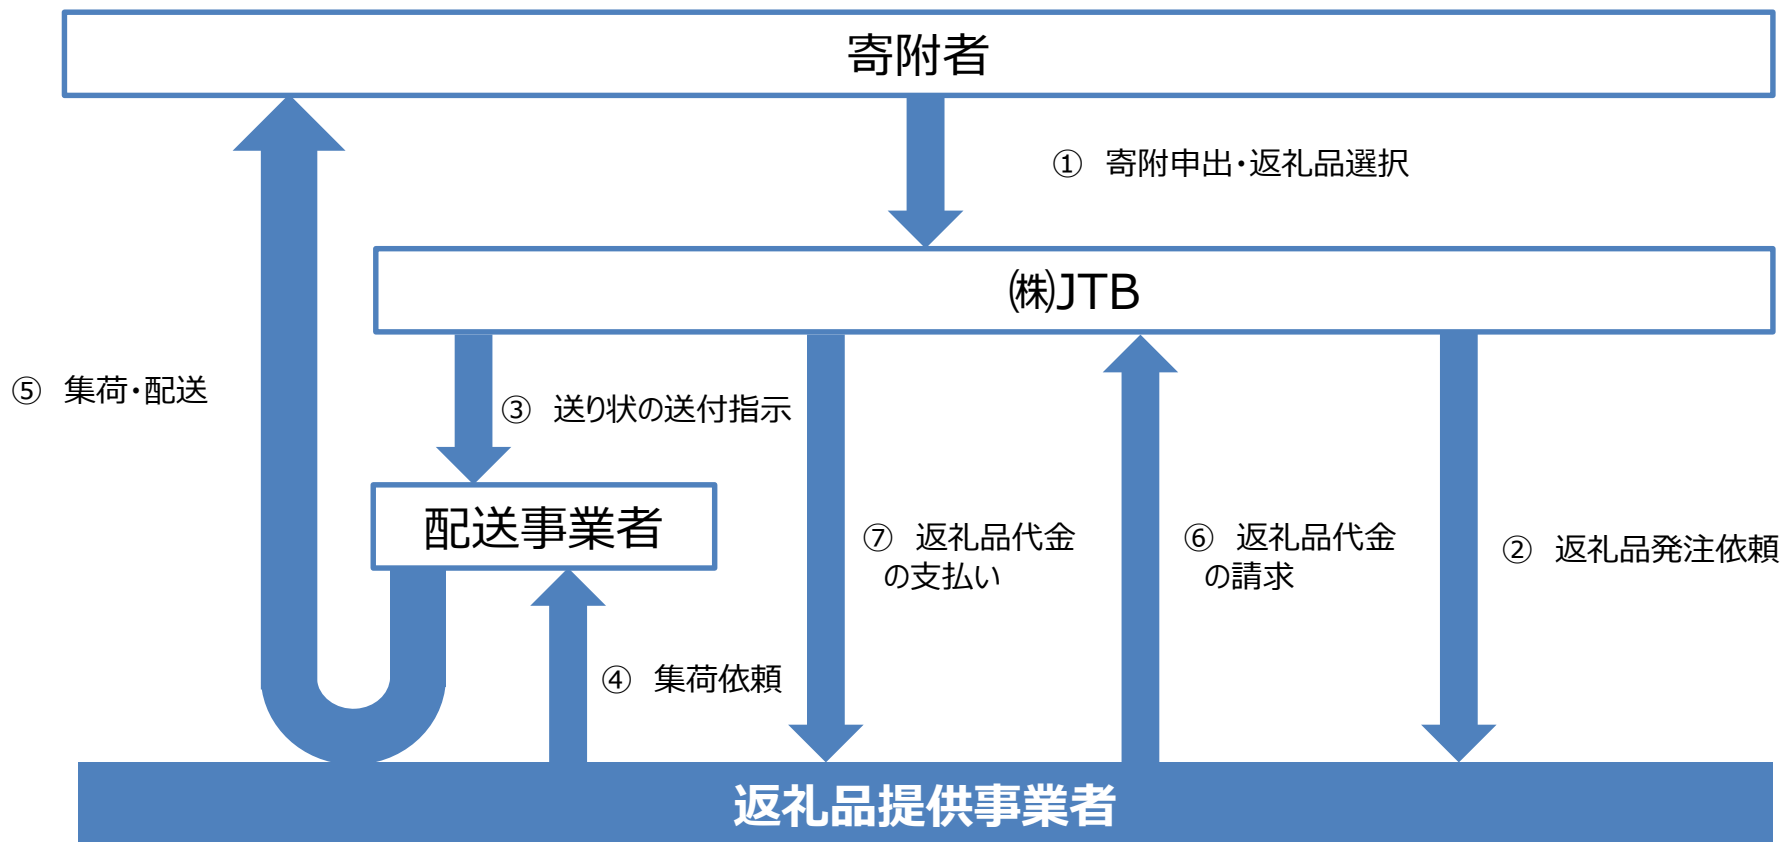 寄附者
① 寄附申出・返礼品選択
㈱JTB
⑤ 集荷・配送
③ 送り状の送付指示
配送事業者
⑦ 返礼品代金
の支払い
⑥ 返礼品代金
の請求
② 返礼品発注依頼
④ 集荷依頼
返礼品提供事業者